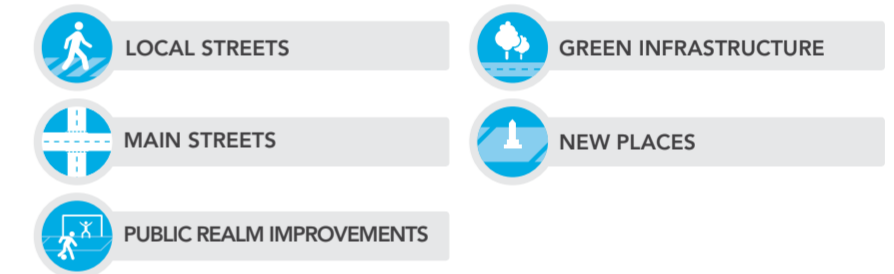 LOCAL STREETS
MAIN STREETS
PUBLIC REALM IMPROVEMENTS
GREEN INFRASTRUCTURE
NEW PLACES